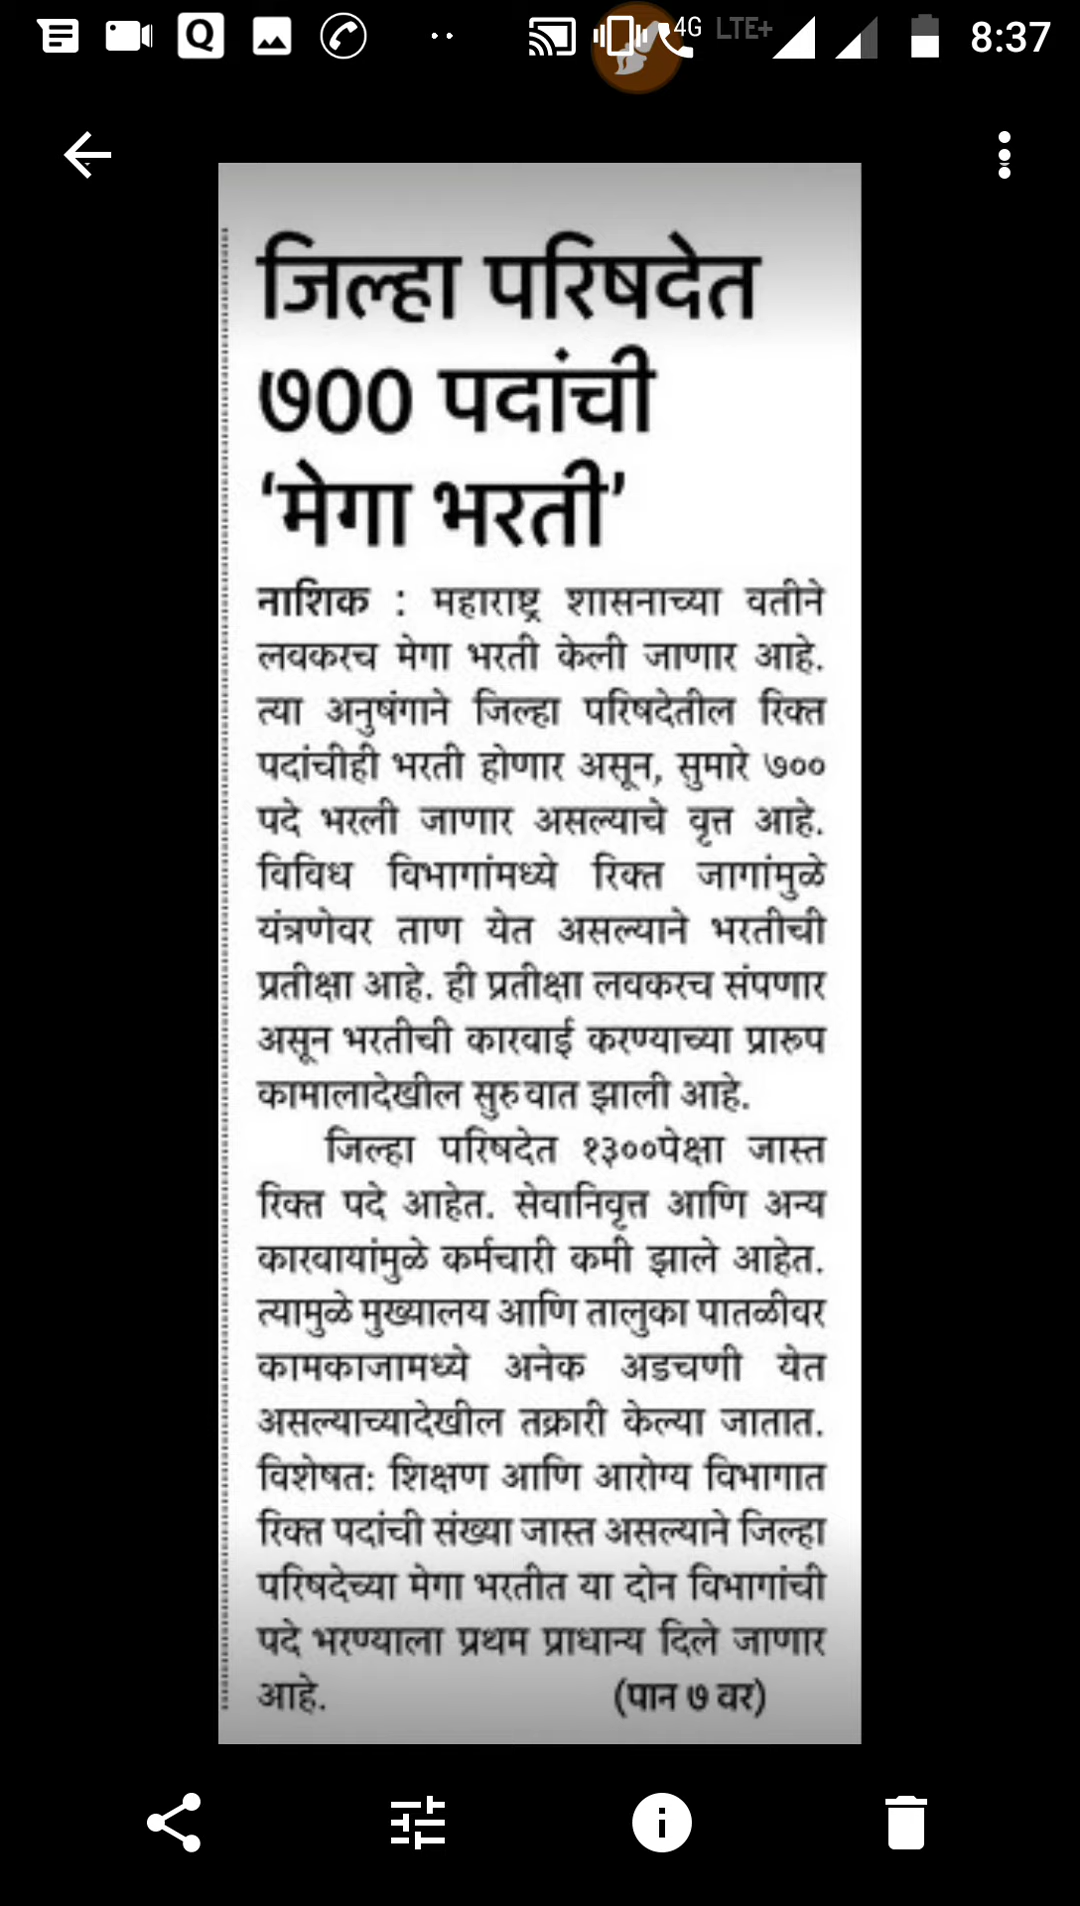 4G LTE+ 8:37
जिल्हा परिषदेत
७00 पदांची
‘मेगा भरती’
नाशिक : महाराष्ट्र शासनाच्या वतीने
लवकरच मेगा भरती केली जाणार आहे.
त्या अनुषंगाने जिल्हा परिषदेतील रिक्त
पदांचीही भरती होणार असून, सुमारे ७००
पदे भरली जाणार असल्याचे वृत्त आहे.
विविध विभागांमध्ये रिक्त जागांमुळे
यंत्रणेवर ताण येत असल्याने भरतीची
प्रतीक्षा आहे. ही प्रतीक्षा लवकरच संपणार
असून भरतीची कारवाई करण्याच्या प्रारूप
कामालादेखील सुरुवात झाली आहे.
जिल्हा परिषदेत १३००पेक्षा जास्त
रिक्त पदे आहेत. सेवानिवृत्त आणि अन्य
कारवायांमुळे कर्मचारी कमी झाले आहेत.
त्यामुळे मुख्यालय आणि तालुका पातळीवर
कामकाजामध्ये अनेक अडचणी येत
असल्याच्यादेखील तक्रारी केल्या जातात.
विशेषत: शिक्षण आणि आरोग्य विभागात
रिक्त पदांची संख्या जास्त असल्याने जिल्हा
परिषदेच्या मेगा भरतीत या दोन विभागांची
पदे भरण्याला प्रथम प्राधान्य दिले जाणार
आहे. (पान ७ वर)